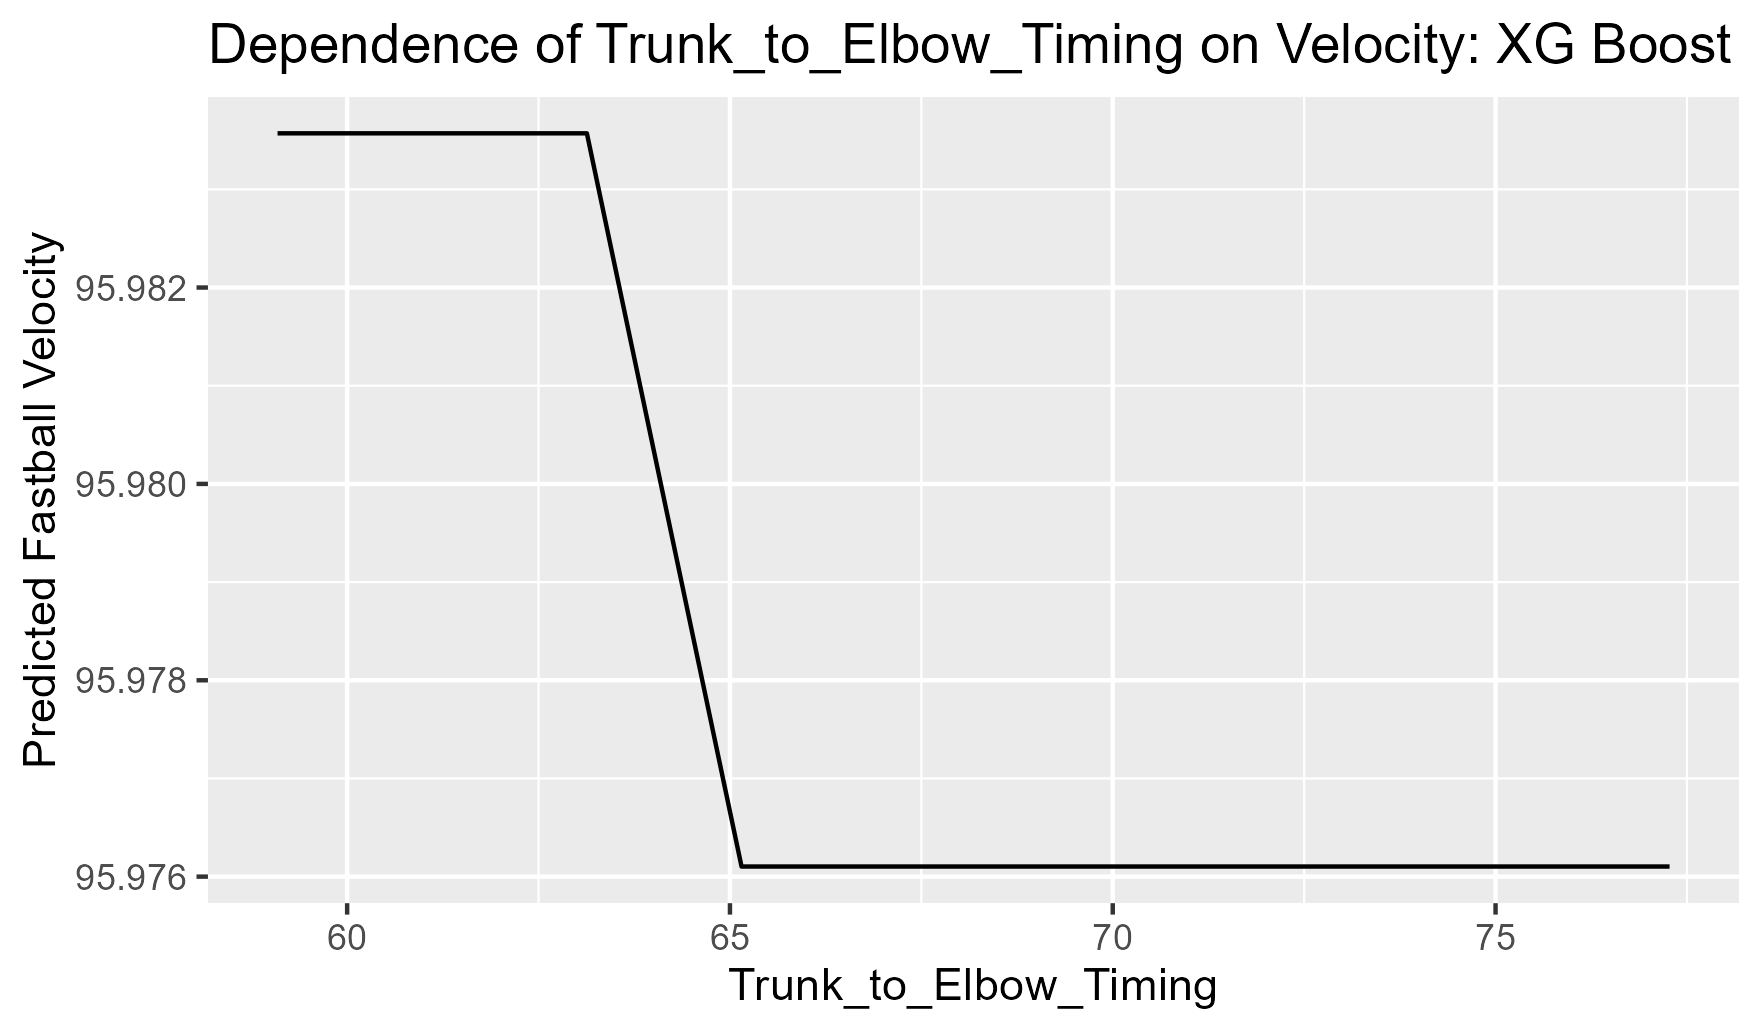 Dependence of Trunk_to_Elbow_Timing on Velocity: XG Boost
Predicted Fastball Velocity
95.982
95.980
95.978
95.976
60 65 70 75
Trunk_to_Elbow_Timing